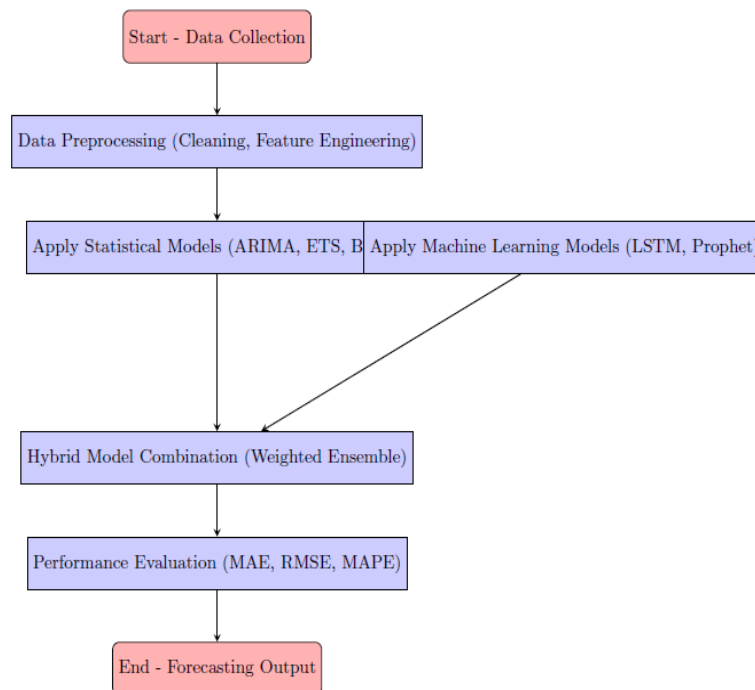 Start - Data Collection
Data Preprocessing (Cleaning, Feature Engineering)
Apply Statistical Models (ARIMA, ETS, B
Apply Machine Learning Models (LSTM, Prophet)
Hybrid Model Combination (Weighted Ensemble)
Performance Evaluation (MAE, RMSE, MAPE)
End - Forecasting Output